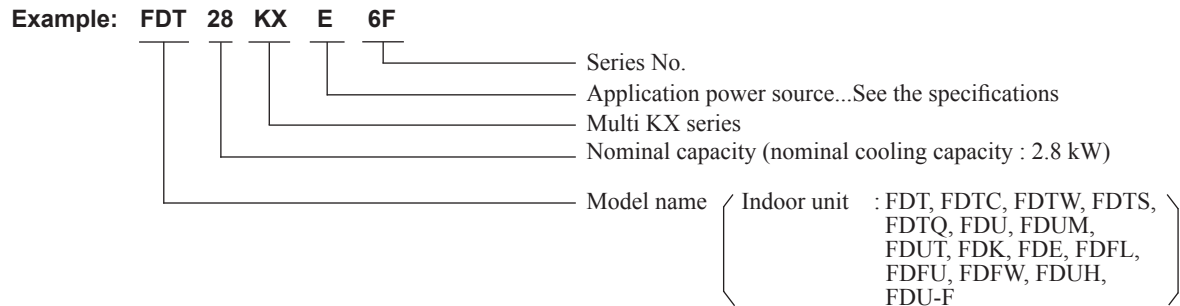 Example: FDT 28 KX E 6F
Series No.
Application power source...See the specifications
Multi KX series
Nominal capacity (nominal cooling capacity : 2.8 kW)
Model name ( Indoor unit : FDT, FDTC, FDTW, FDTS,
FDTQ, FDU, FDUM,
FDUT, FDK, FDE, FDFL,
FDFU, FDFW, FDUH,
FDU-F )